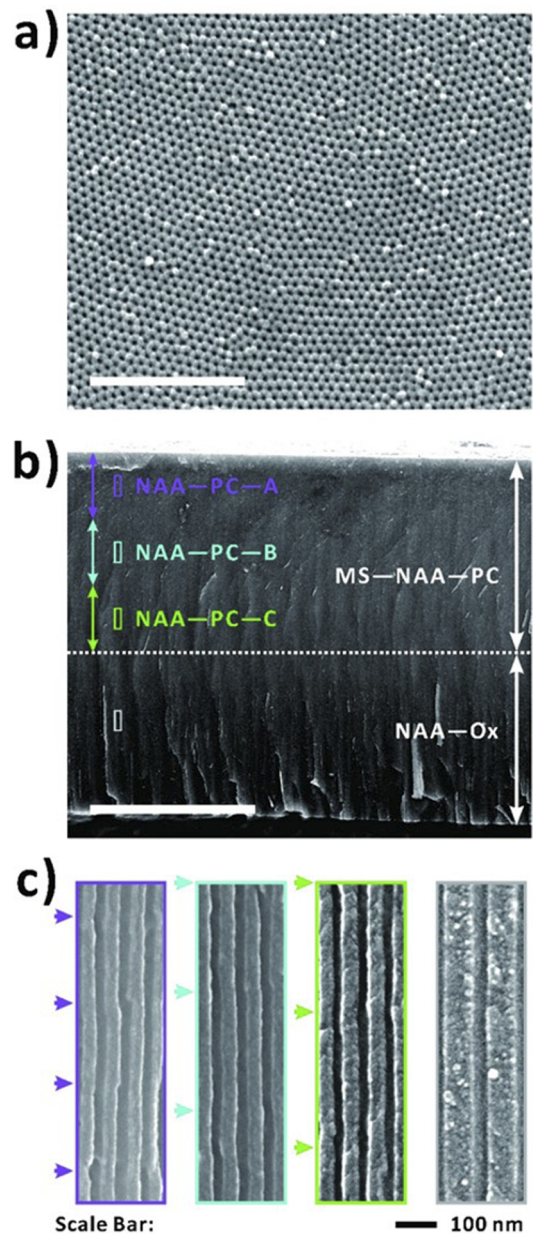 a)
b)
NAA—PC—A
NAA—PC—B
MS—NAA—PC
NAA—PC—C
NAA—Ox
c)
Scale Bar: 100 nm